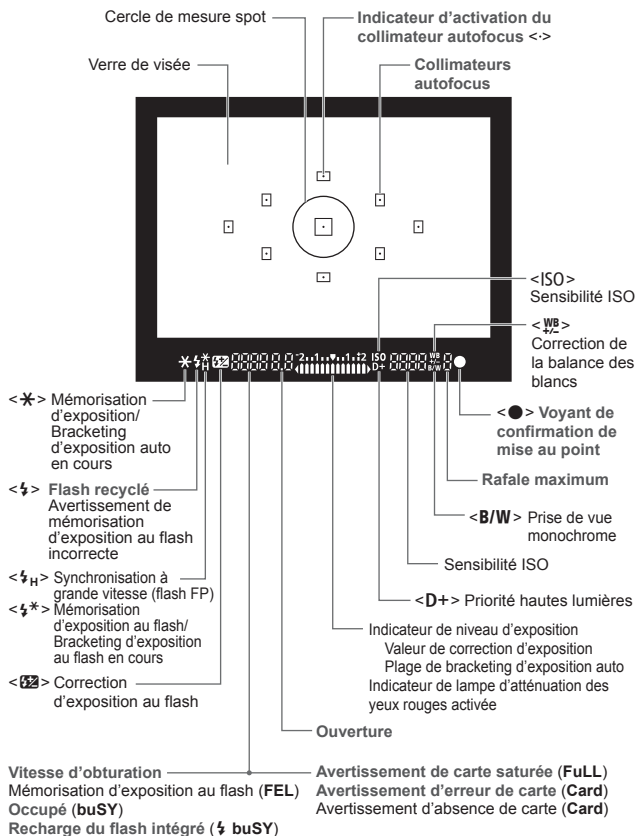 Cercle de mesure spot
Indicateur d'activation du
collimateur autofocus <·>
Verre de visée
Collimateurs
autofocus
<ISO>
Sensibilité ISO
<WB +/->
Correction de
la balance des
blancs
-2..1..▼..1..+2 ISO
D+
WB
+/-
B/W
H
<✱> Mémorisation
d'exposition/
Bracketing
d'exposition auto
en cours
<●> Voyant de
confirmation de
mise au point
<⚡> Flash recyclé
Avertissement de
mémorisation
d'exposition au flash
incorrecte
Rafale maximum
<B/W> Prise de vue
monochrome
Sensibilité ISO
<⚡H> Synchronisation à
grande vitesse (flash FP)
<D+> Priorité hautes lumières
<⚡*> Mémorisation
d'exposition au flash/
Bracketing d'exposition
au flash en cours
Indicateur de niveau d'exposition
Valeur de correction d'exposition
Plage de bracketing d'exposition auto
Indicateur de lampe d'atténuation des
yeux rouges activée
<⚡±> Correction
d'exposition au flash
Ouverture
Vitesse d'obturation
Mémorisation d'exposition au flash (FEL)
Occupé (buSY)
Recharge du flash intégré (⚡ buSY)
Avertissement de carte saturée (FuLL)
Avertissement d'erreur de carte (Card)
Avertissement d'absence de carte (Card)